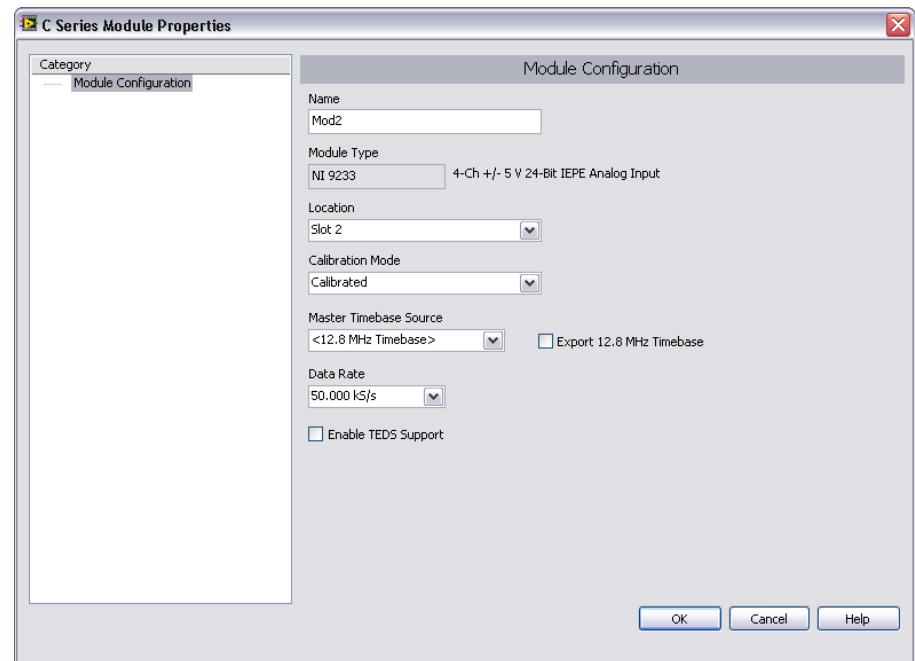 C Series Module Properties
Category
Module Configuration
Module Configuration
Name
Mod2
Module Type
NI 9233
4-Ch +/- 5 V 24-Bit IEPE Analog Input
Location
Slot 2
Calibration Mode
Calibrated
Master Timebase Source
<12.8 MHz Timebase>
Export 12.8 MHz Timebase
Data Rate
50.000 kS/s
Enable TEDS Support
OK
Cancel
Help